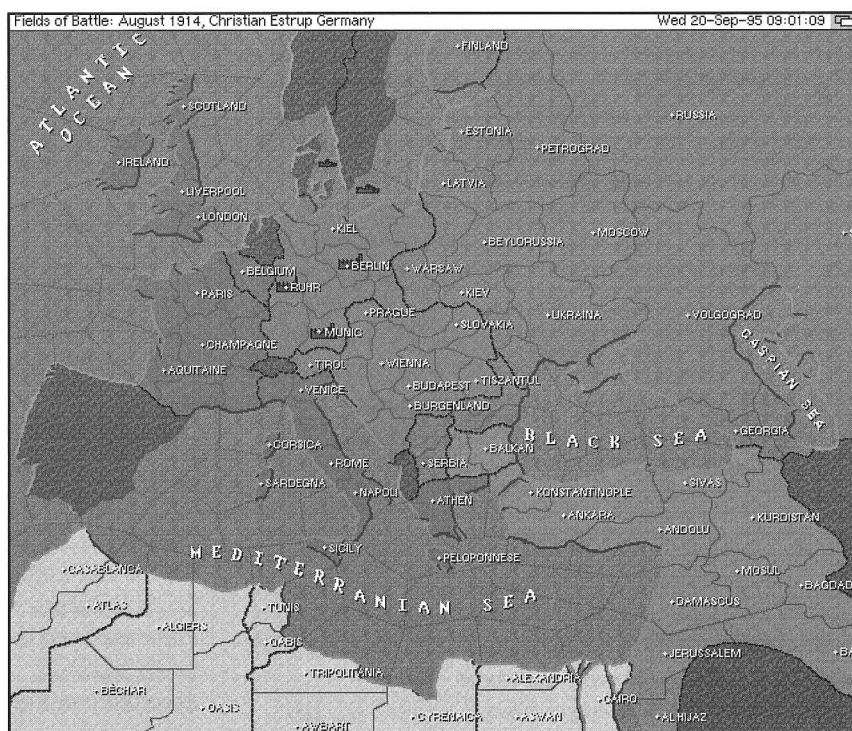 Fields of Battle: August 1914, Christian Estrup Germany
Wed 20-Sep-95 09:01:09
ATLANTIC
OCEAN
FINLAND
SCOTLAND
RUSSIA
ESTONIA
PETROGRAD
IRELAND
LATVIA
LIVERPOOL
LONDON
KIEL
BEYLORUSSIA
MOSCOW
BELGIUM
BERLIN
WARSAW
RUHR
PARIS
KIEV
PRAGUE
UKRAINA
VOLGOGRAD
SLOVAKIA
MUNIC
CHAMPAGNE
CASPIAN SEA
AQUITAINE
TIROL
WIENNA
BUDAPEST
TISZANTUL
VENICE
BURGENLAND
BLACK SEA
GEORGIA
CORSICA
BALKAN
ROME
SERBIA
SARDEGNA
NAPOLI
ATHEN
KONSTANTINOPLE
SIVAS
ANKARA
KURDISTAN
ANDOLU
SICILY
PELOPONNESE
MEDITERRANIAN SEA
CASABLANCA
MOSUL
BAGDAD
ATLAS
TUNIS
DAMASCUS
ALGIERS
QABIS
JERUSSALEM
BA
TRIPOLITANIA
ALEXANDRIA
BÈCHAR
CAIRO
OASIS
CYRENAICA
ASWAN
ALHIJAZ
AWBART